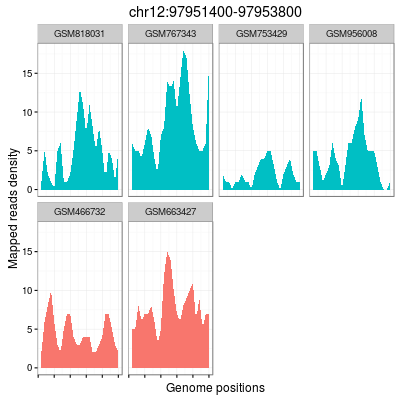 chr12:97951400-97953800
GSM818031 GSM767343 GSM753429 GSM956008
15
10
5
0
GSM466732 GSM663427
15
10
5
0
Mapped reads density
Genome positions